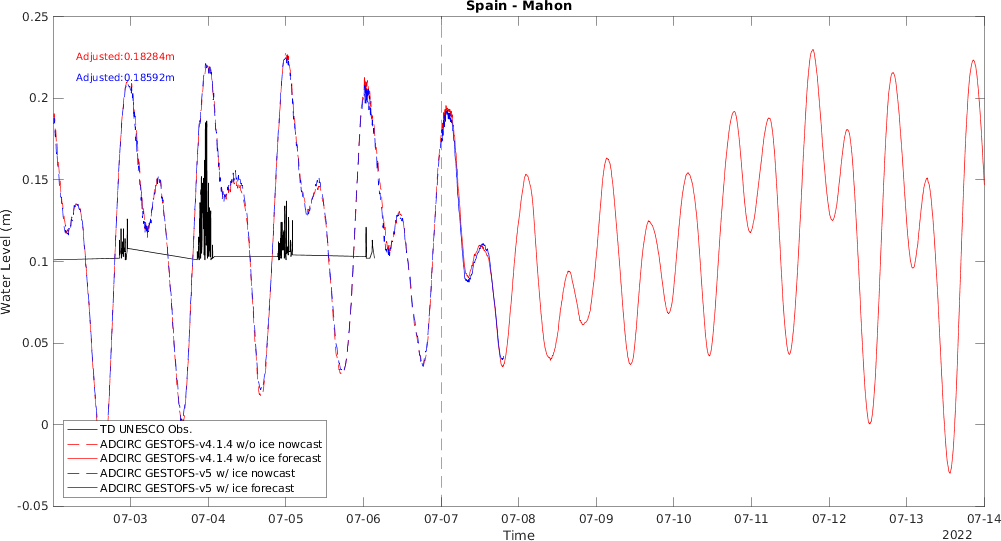 Spain - Mahon
0.25
0.2
0.15
0.1
0.05
0
-0.05
Water Level (m)
Adjusted:0.18284m
Adjusted:0.18592m
TD UNESCO Obs.
ADCIRC GESTOFS-v4.1.4 w/o ice nowcast
ADCIRC GESTOFS-v4.1.4 w/o ice forecast
ADCIRC GESTOFS-v5 w/ ice nowcast
ADCIRC GESTOFS-v5 w/ ice forecast
07-03 07-04 07-05 07-06 07-07 07-08 07-09 07-10 07-11 07-12 07-13 07-14
Time
2022